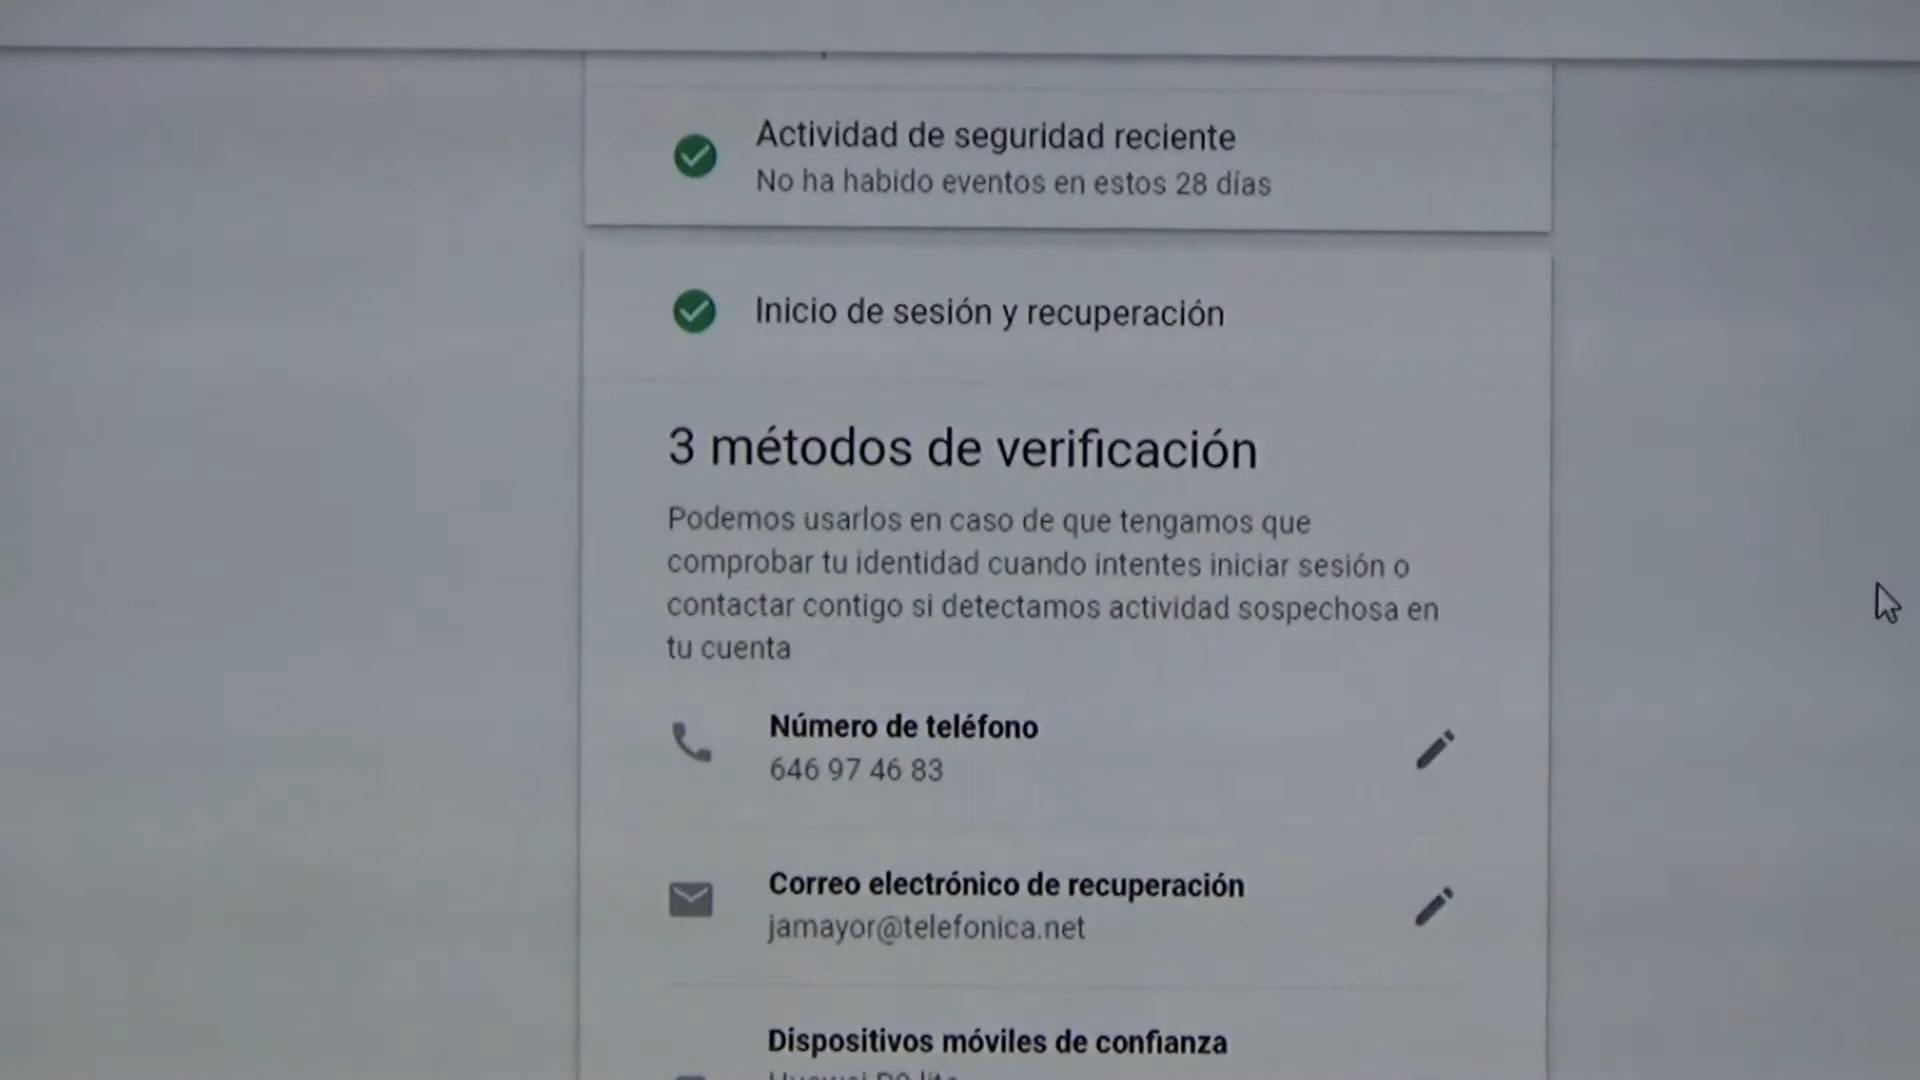 Actividad de seguridad reciente
No ha habido eventos en estos 28 días
Inicio de sesión y recuperación
3 métodos de verificación
Podemos usarlos en caso de que tengamos que
comprobar tu identidad cuando intentes iniciar sesión o
contactar contigo si detectamos actividad sospechosa en
tu cuenta
Número de teléfono
646 97 46 83
Correo electrónico de recuperación
jamayor@telefonica.net
Dispositivos móviles de confianza